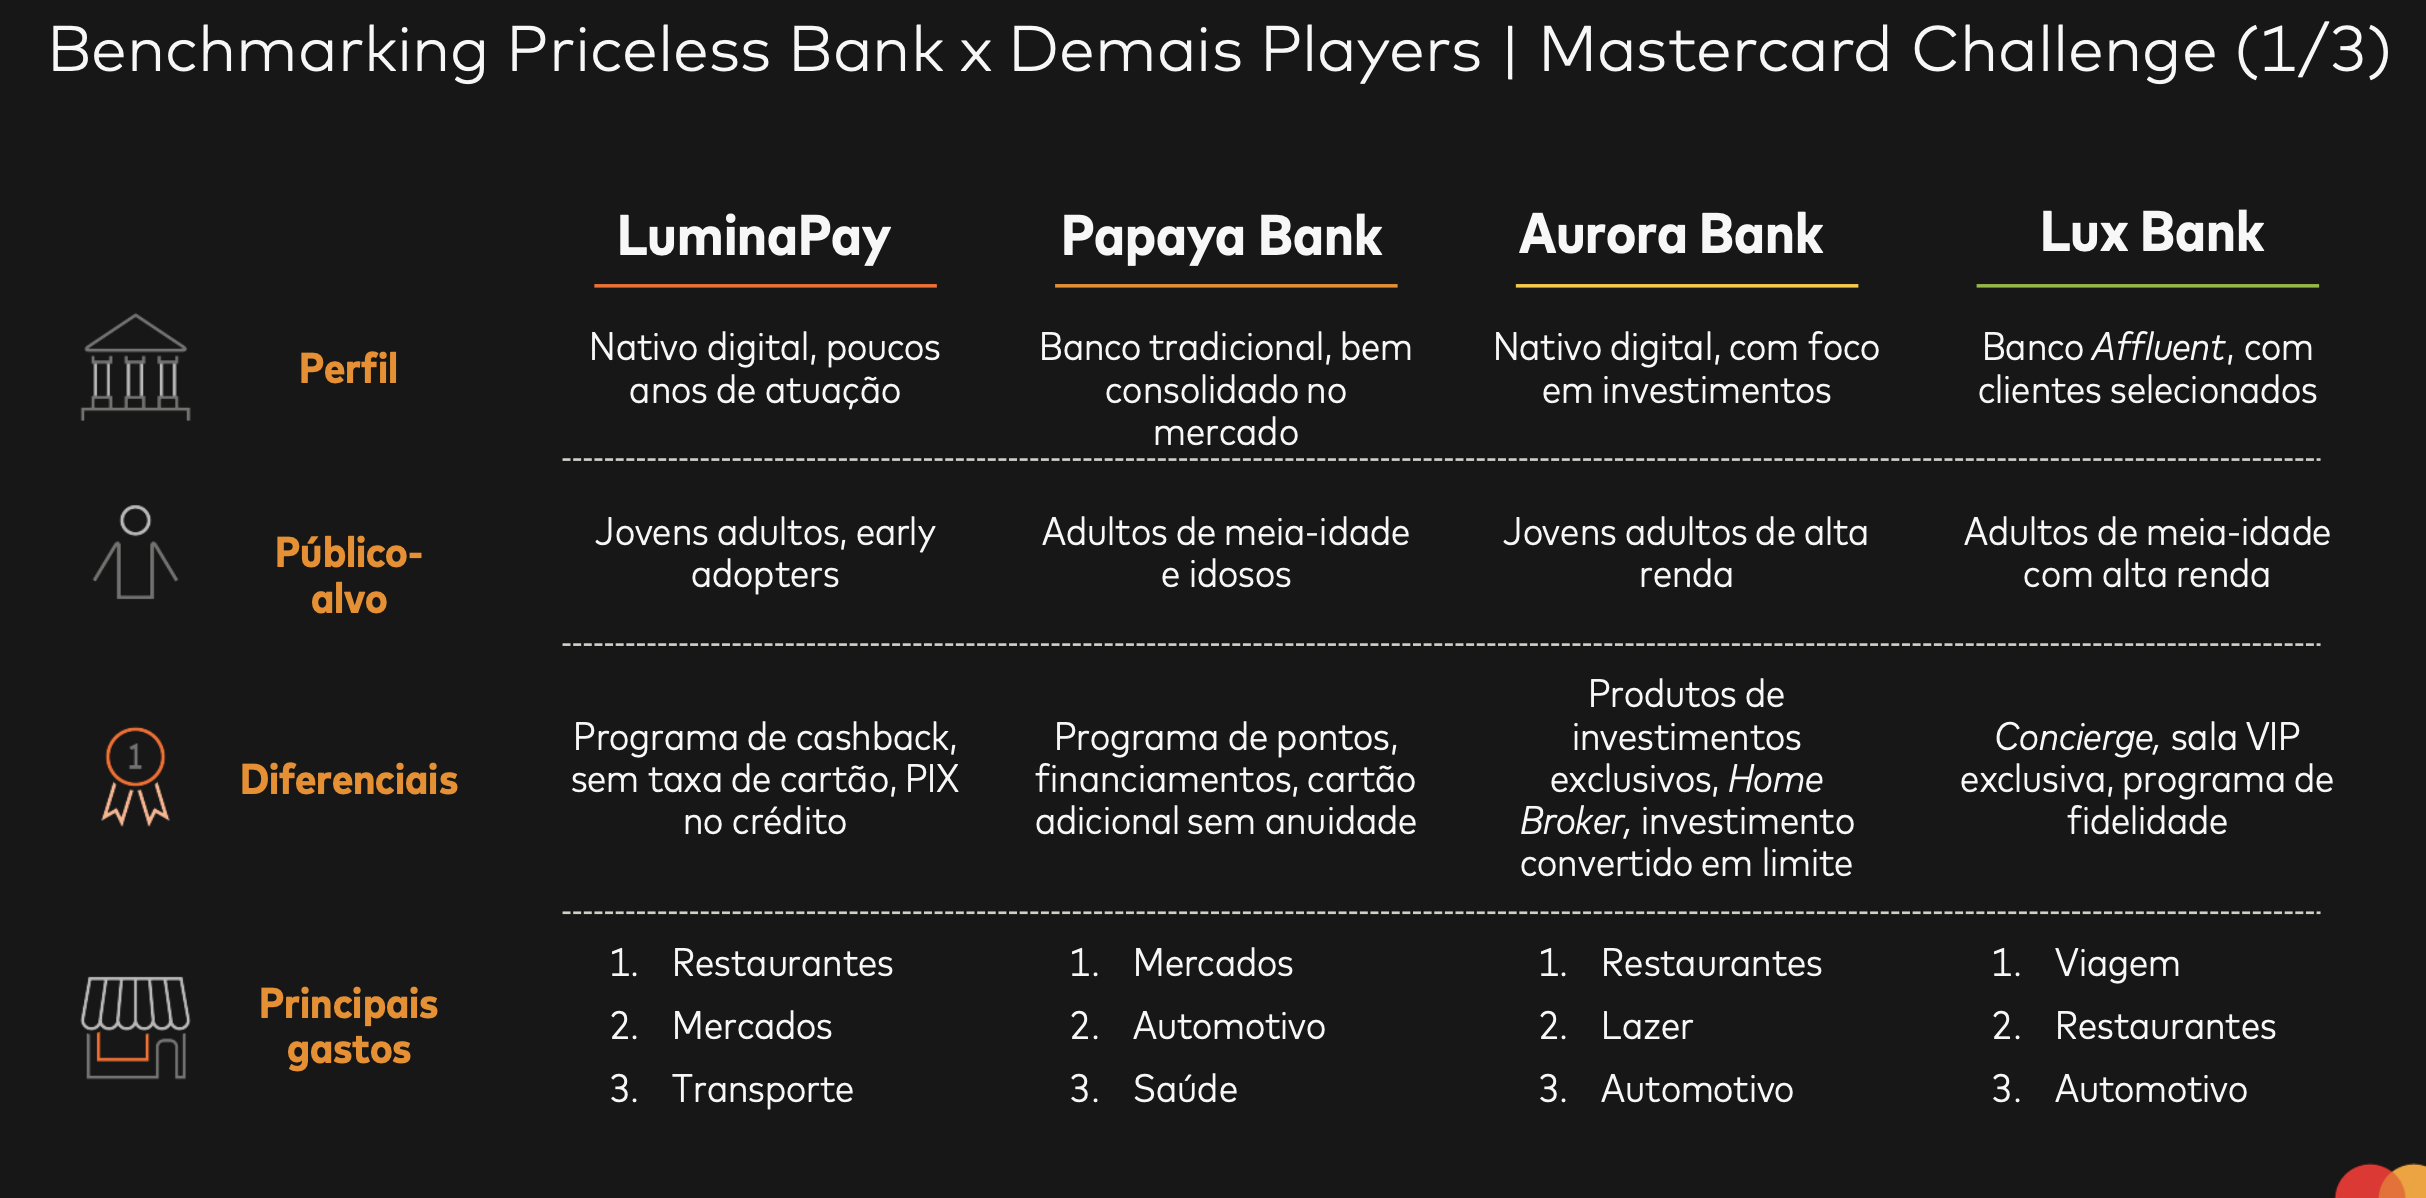 Benchmarking Priceless Bank x Demais Players | Mastercard Challenge (1/3)
LuminaPay
Papaya Bank
Aurora Bank
Lux Bank
Perfil
Nativo digital, poucos
anos de atuação
Banco tradicional, bem
consolidado no
mercado
Nativo digital, com foco
em investimentos
Banco Affluent, com
clientes selecionados
Público-
alvo
Jovens adultos, early
adopters
Adultos de meia-idade
e idosos
Jovens adultos de alta
renda
Adultos de meia-idade
com alta renda
1
Diferenciais
Programa de cashback,
sem taxa de cartão, PIX
no crédito
Programa de pontos,
financiamentos, cartão
adicional sem anuidade
Produtos de
investimentos
exclusivos, Home
Broker, investimento
convertido em limite
Concierge, sala VIP
exclusiva, programa de
fidelidade
Principais
gastos
1. Restaurantes
2. Mercados
3. Transporte
1. Mercados
2. Automotivo
3. Saúde
1. Restaurantes
2. Lazer
3. Automotivo
1. Viagem
2. Restaurantes
3. Automotivo